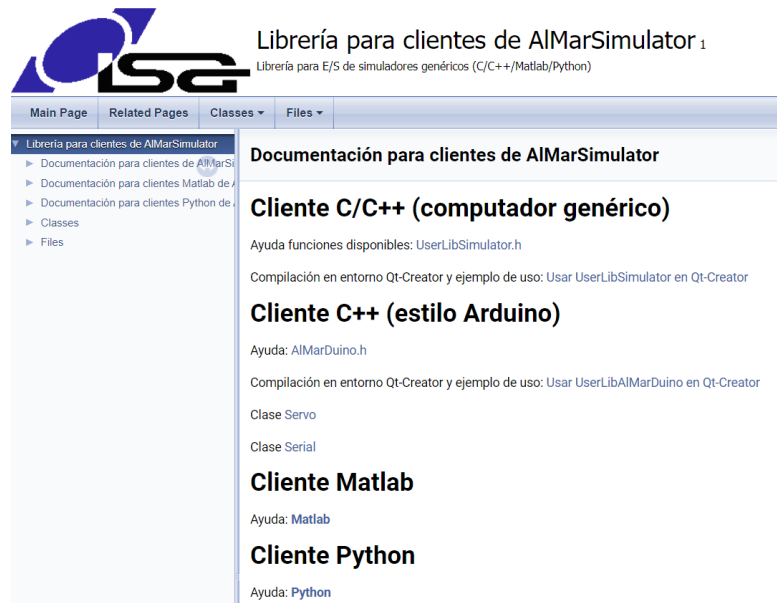 isa
Librería para clientes de AlMarSimulator 1
Librería para E/S de simuladores genéricos (C/C++/Matlab/Python)
Main Page Related Pages Classes Files
Librería para clientes de AlMarSimulator
Documentación para clientes de AlMarSi
Documentación para clientes Matlab de A
Documentación para clientes Python de A
Classes
Files
Documentación para clientes de AlMarSimulator
Cliente C/C++ (computador genérico)
Ayuda funciones disponibles: UserLibSimulator.h
Compilación en entorno Qt-Creator y ejemplo de uso: Usar UserLibSimulator en Qt-Creator
Cliente C++ (estilo Arduino)
Ayuda: AlMarDuino.h
Compilación en entorno Qt-Creator y ejemplo de uso: Usar UserLibAlMarDuino en Qt-Creator
Clase Servo
Clase Serial
Cliente Matlab
Ayuda: Matlab
Cliente Python
Ayuda: Python